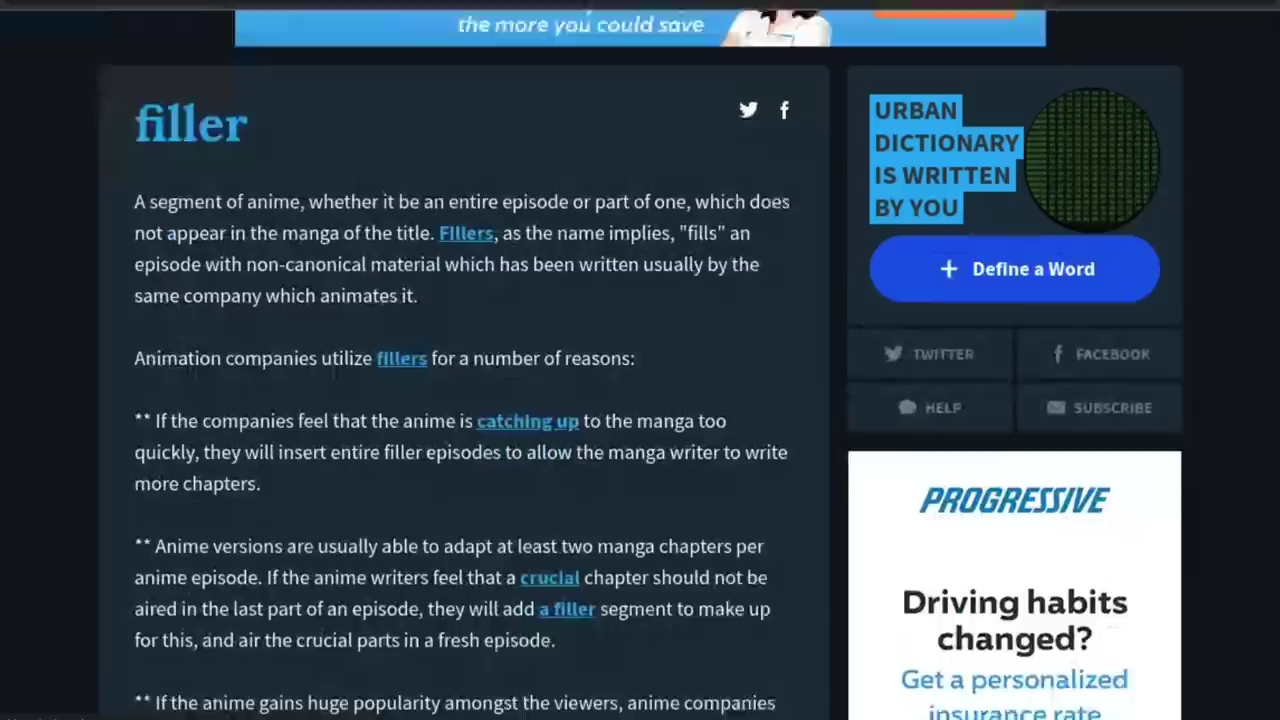 the more you could save
filler
A segment of anime, whether it be an entire episode or part of one, which does
not appear in the manga of the title. Fillers, as the name implies, "fills" an
episode with non-canonical material which has been written usually by the
same company which animates it.
Animation companies utilize fillers for a number of reasons:
** If the companies feel that the anime is catching up to the manga too
quickly, they will insert entire filler episodes to allow the manga writer to write
more chapters.
** Anime versions are usually able to adapt at least two manga chapters per
anime episode. If the anime writers feel that a crucial chapter should not be
aired in the last part of an episode, they will add a filler segment to make up
for this, and air the crucial parts in a fresh episode.
** If the anime gains huge popularity amongst the viewers, anime companies
URBAN
DICTIONARY
IS WRITTEN
BY YOU
+ Define a Word
TWITTER
FACEBOOK
HELP
SUBSCRIBE
PROGRESSIVE
Driving habits
changed?
Get a personalized
insurance rate